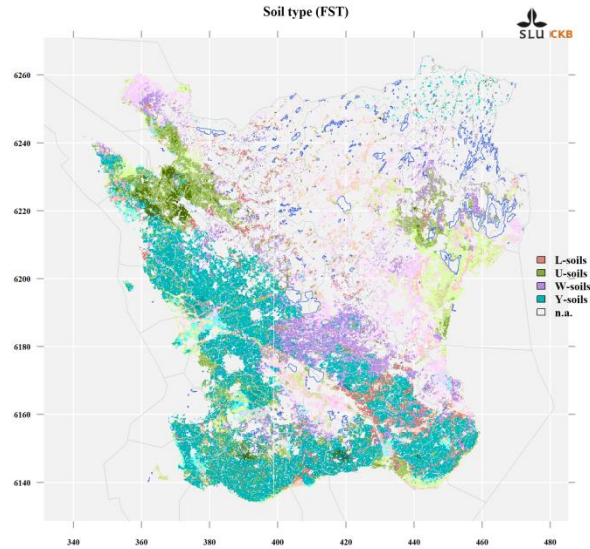 Soil type (FST)
SLU CKB
6260
6240
6220
6200
6180
6160
6140
L-soils
U-soils
W-soils
Y-soils
n.a.
340 360 380 400 420 440 460 480